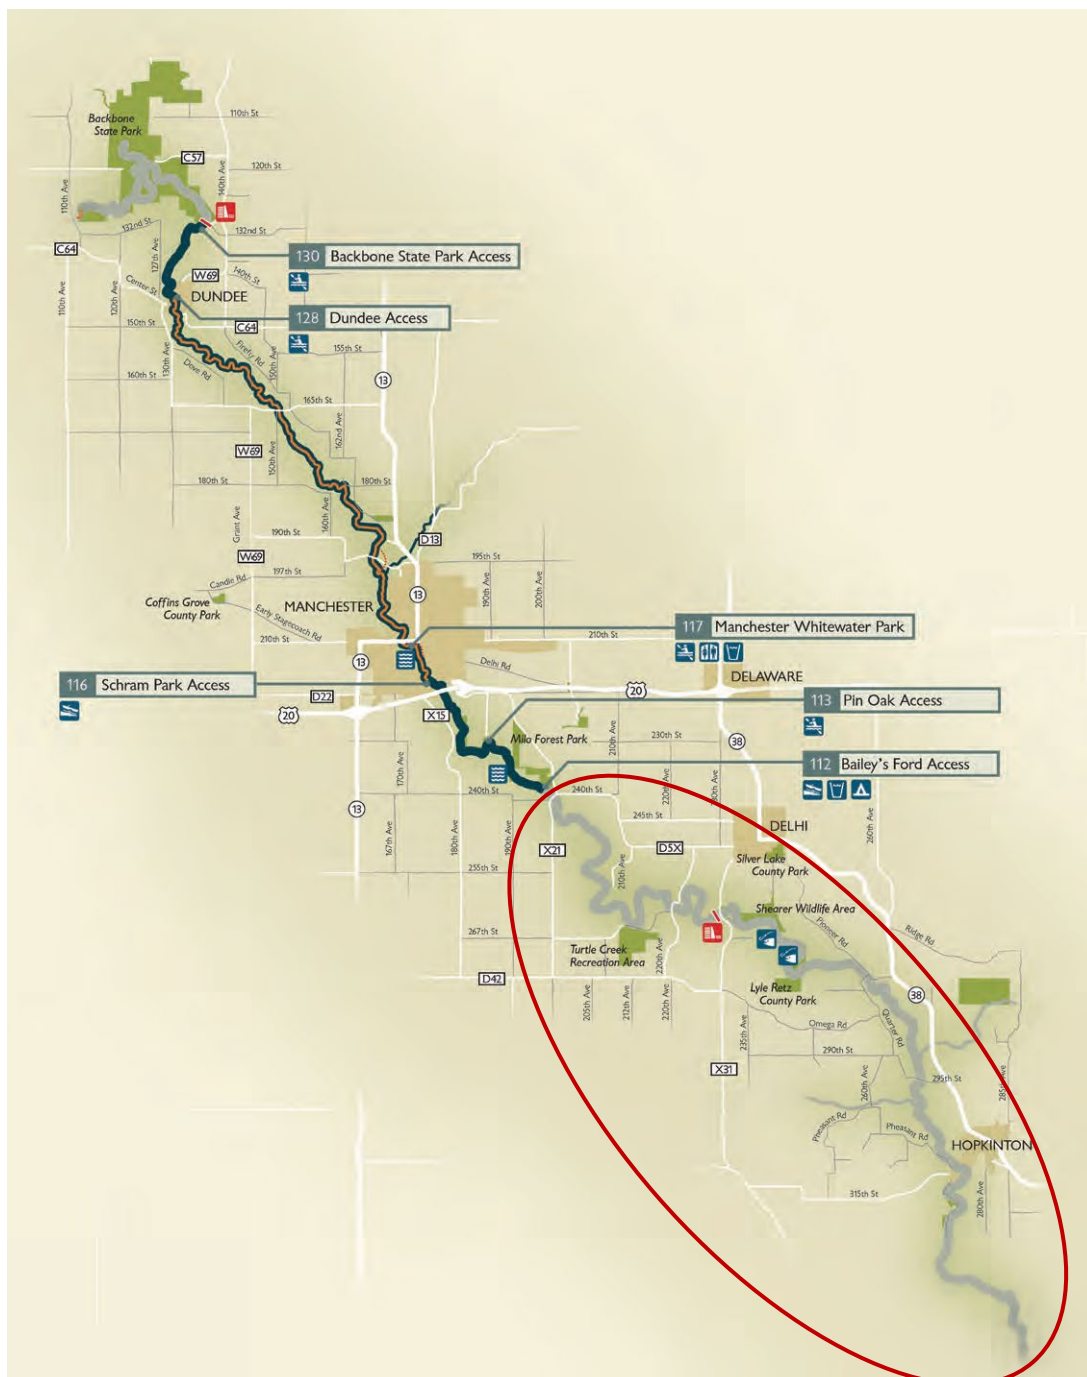 Backbone
State Park
110th St
C57
120th St
110th Ave
140th Ave
132nd St
132nd St
C64
127th Ave
130 Backbone State Park Access
W69
140th St
Center St
DUNDEE
110th Ave
120th Ave
128 Dundee Access
150th St
C64
130th Ave
Firefly Rd
150th Ave
155th St
Dove Rd
160th St
13
165th St
162nd Ave
W69
150th Ave
180th St
180th St
160th Ave
Grant Ave
190th St
D13
W69
195th St
197th St
Candle Rd
190th Ave
200th Ave
Coffins Grove
County Park
MANCHESTER
13
Early Stagecoach Rd
210th St
117 Manchester Whitewater Park
210th St
13
Delhi Rd
116 Schram Park Access
D22
20
DELAWARE
20
X15
113 Pin Oak Access
Milo Forest Park
230th St
210th Ave
38
112 Bailey's Ford Access
170th Ave
220th Ave
230th Ave
240th St
240th St
13
245th St
260th Ave
DELHI
167th Ave
180th Ave
190th Ave
X21
D5X
255th St
210th Ave
Silver Lake
County Park
Shearer Wildlife Area
Pioneer Rd
Ridge Rd
267th St
Turtle Creek
Recreation Area
220th Ave
D42
Lyle Retz
County Park
38
205th Ave
212th Ave
220th Ave
235th Ave
Omega Rd
Quarter Rd
290th St
X31
260th Ave
295th St
285th Ave
Pheasant Rd
Pheasant Rd
HOPKINTON
315th St
280th Ave